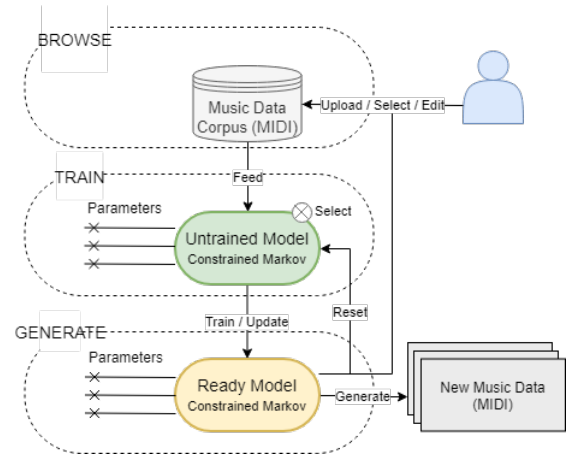 BROWSE
Music Data
Corpus (MIDI)
Upload / Select / Edit
Feed
TRAIN
Parameters
Select
Untrained Model
Constrained Markov
Train / Update
Reset
GENERATE
Parameters
Ready Model
Constrained Markov
Generate
New Music Data
(MIDI)